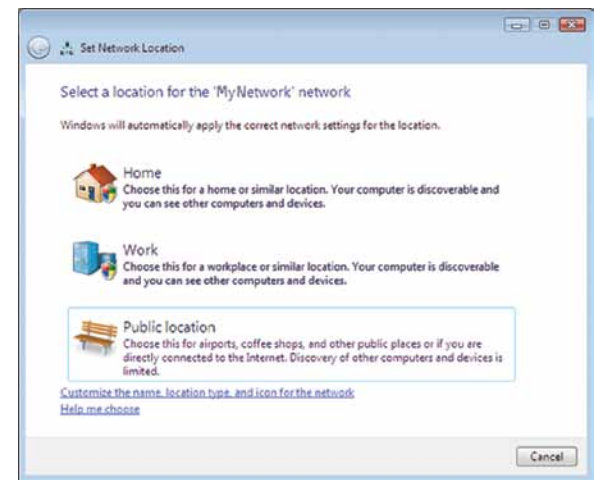 Set Network Location
Select a location for the 'MyNetwork' network
Windows will automatically apply the correct network settings for the location.
Home
Choose this for a home or similar location. Your computer is discoverable and
you can see other computers and devices.
Work
Choose this for a workplace or similar location. Your computer is discoverable
and you can see other computers and devices.
Public location
Choose this for airports, coffee shops, and other public places or if you are
directly connected to the Internet. Discovery of other computers and devices is
limited.
Customize the name, location type, and icon for the network
Help me choose
Cancel